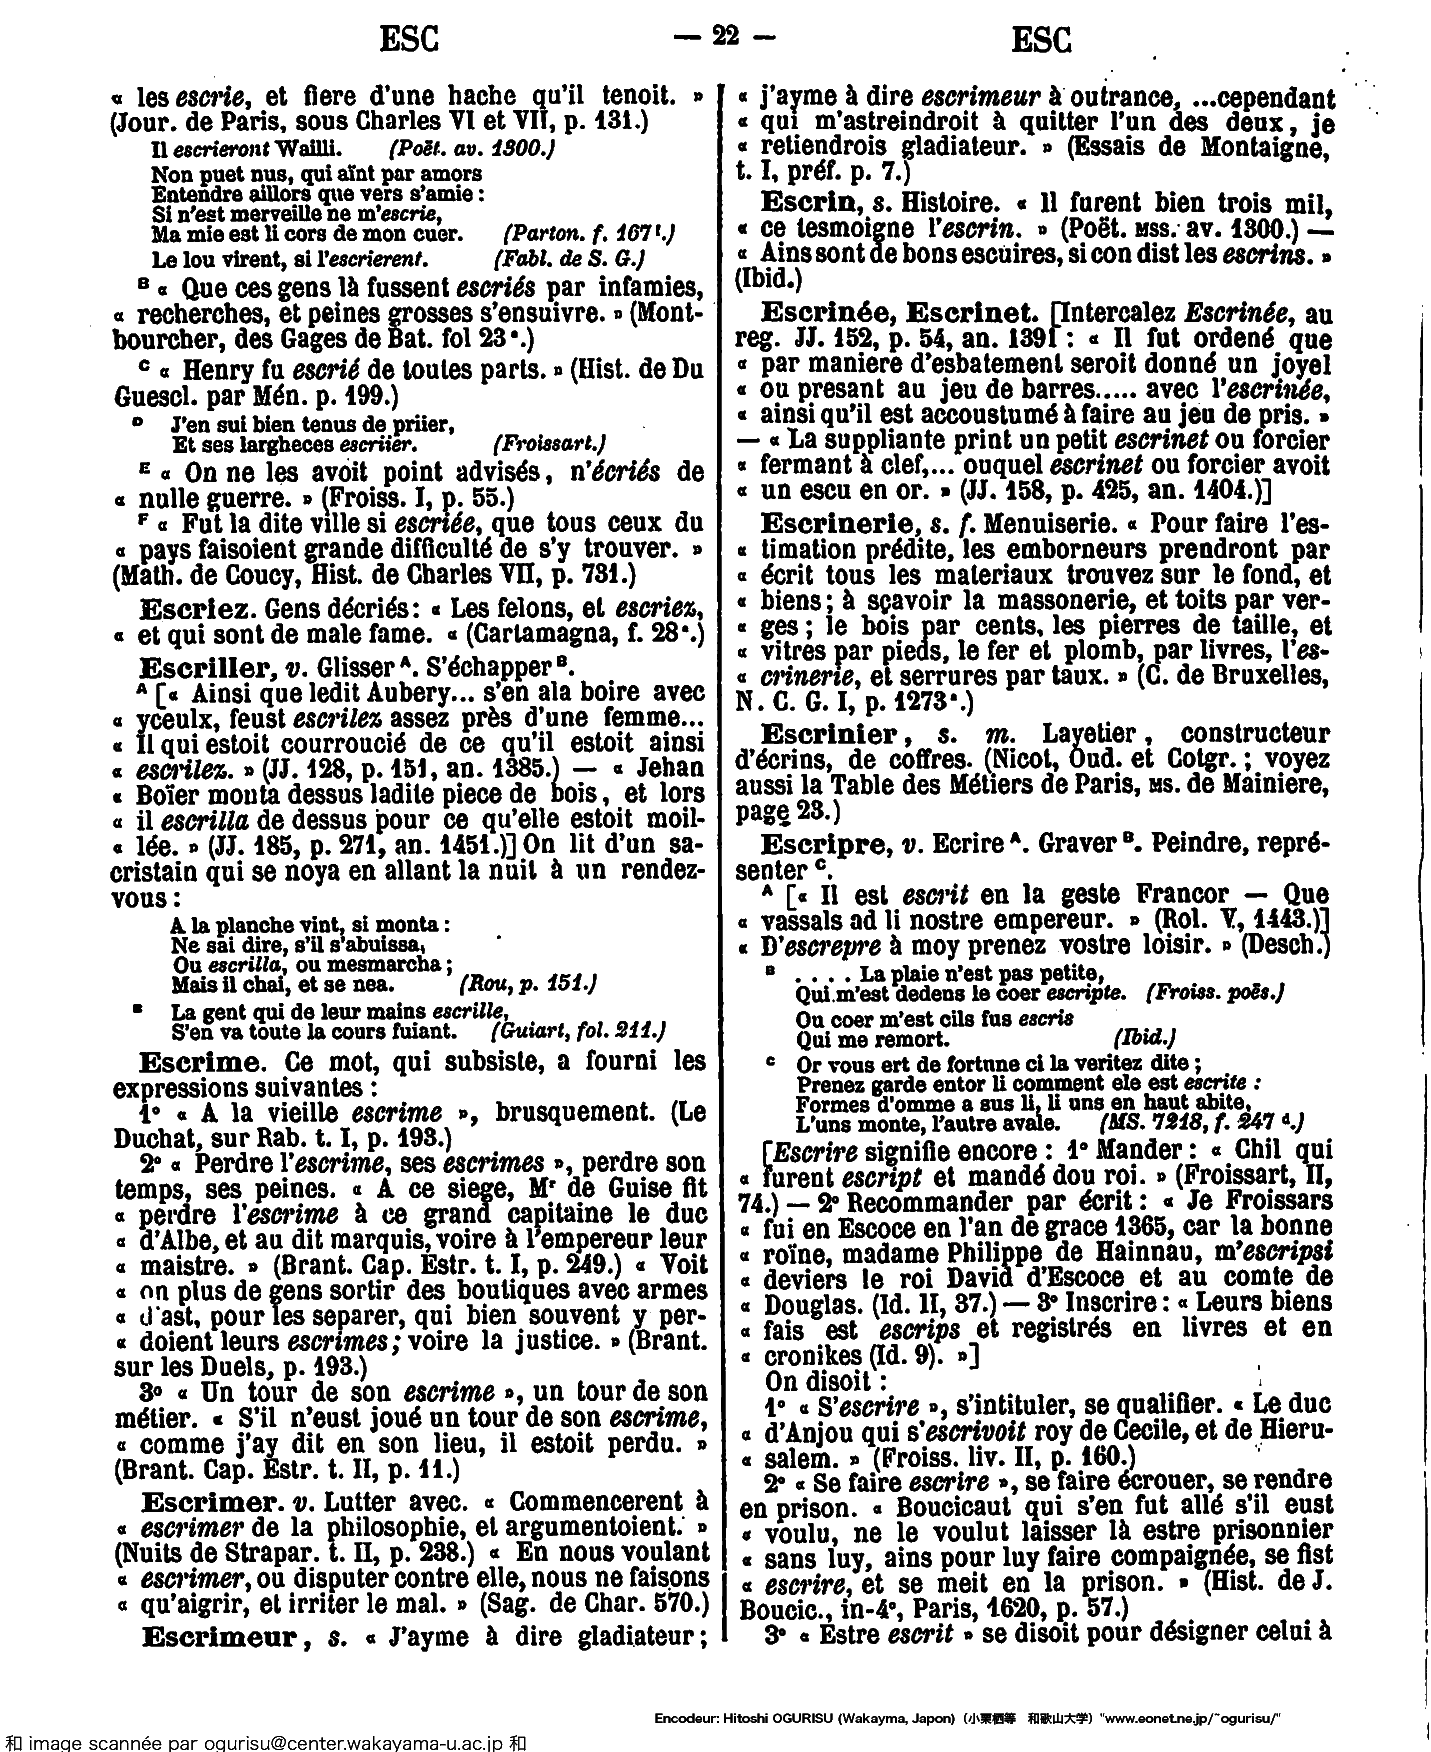 ESC — 22 — ESC
« les escrie, et fiere d'une hache qu'il tenoit. »
(Jour. de Paris, sous Charles VI et VII, p. 131.)
Il escrieront Wailli. (Poët. av. 1300.)
Non puet nus, qui aïnt par amors
Entendre aillors que vers s'amie :
Si n'est merveille ne m'escrie,
Ma mie est li cors de mon cuer. (Parton. f. 167 f.)
Le lou virent, si l'escrierent. (Fabl. de S. G.)
B « Que ces gens là fussent escriés par infamies,
« recherches, et peines grosses s'ensuivre. » (Mont-
bourcher, des Gages de Bat. fol 23 a.)
C « Henry fu escrié de toutes parts. » (Hist. de Du
Guescl. par Mén. p. 199.)
D J'en sui bien tenus de priier,
Et ses largheces escriier. (Froissart.)
E « On ne les avoit point advisés, n'écriés de
« nulle guerre. » (Froiss. I, p. 55.)
F « Fut la dite ville si escriée, que tous ceux du
« pays faisoient grande difficulté de s'y trouver. »
(Math. de Coucy, Hist. de Charles VII, p. 731.)
Escriez. Gens décriés : « Les felons, et escriez,
« et qui sont de male fame. « (Cartamagna, f. 28 a.)
Escriller, v. Glisser A. S'échapper B.
A [« Ainsi que ledit Aubery... s'en ala boire avec
« yceulx, feust escrilez assez près d'une femme...
« Il qui estoit courroucié de ce qu'il estoit ainsi
« escrilez. » (JJ. 128, p. 151, an. 1385.) — « Jehan
« Boïer monta dessus ladite piece de bois, et lors
« il escrilla de dessus pour ce qu'elle estoit moil-
« lée. » (JJ. 185, p. 271, an. 1451.)] On lit d'un sa-
cristain qui se noya en allant la nuit à un rendez-
vous :
A la planche vint, si monta :
Ne sai dire, s'il s'abuissa,
Ou escrilla, ou mesmarcha ;
Mais il chai, et se nea. (Rou, p. 151.)
B La gent qui de leur mains escrille,
S'en va toute la cours fuiant. (Guiart, fol. 211.)
Escrime. Ce mot, qui subsiste, a fourni les
expressions suivantes :
1° « A la vieille escrime », brusquement. (Le
Duchat, sur Rab. t. I, p. 193.)
2° « Perdre l'escrime, ses escrimes », perdre son
temps, ses peines. « A ce siege, Mr de Guise fit
« perdre l'escrime à ce grand capitaine le duc
« d'Albe, et au dit marquis, voire à l'empereur leur
« maistre. » (Brant. Cap. Estr. t. I, p. 249.) « Voit
« on plus de gens sortir des boutiques avec armes
« d'ast, pour les separer, qui bien souvent y per-
« doient leurs escrimes ; voire la justice. » (Brant.
sur les Duels, p. 193.)
3° « Un tour de son escrime », un tour de son
métier. « S'il n'eust joué un tour de son escrime,
« comme j'ay dit en son lieu, il estoit perdu. »
(Brant. Cap. Estr. t. II, p. 11.)
Escrimer. v. Lutter avec. « Commencerent à
« escrimer de la philosophie, et argumentoient. »
(Nuits de Strapar. t. II, p. 238.) « En nous voulant
« escrimer, ou disputer contre elle, nous ne faisons
« qu'aigrir, et irriter le mal. » (Sag. de Char. 570.)
Escrimeur, s. « J'ayme à dire gladiateur ;
« j'ayme à dire escrimeur à outrance, ...cependant
« qui m'astreindroit à quitter l'un des deux, je
« retiendrois gladiateur. » (Essais de Montaigne,
t. I, préf. p. 7.)
Escrin, s. Histoire. « Il furent bien trois mil,
« ce tesmoigne l'escrin. » (Poët. MSS. av. 1300.) —
« Ains sont de bons escuires, si con dist les escrins. »
(Ibid.)
Escrinée, Escrinet. [Intercalez Escrinée, au
reg. JJ. 152, p. 54, an. 1391 : « Il fut ordené que
« par maniere d'esbatement seroit donné un joyel
« ou presant au jeu de barres..... avec l'escrinée,
« ainsi qu'il est accoustumé à faire au jeu de pris. »
— « La suppliante print un petit escrinet ou forcier
« fermant à clef,... ouquel escrinet ou forcier avoit
« un escu en or. » (JJ. 158, p. 425, an. 1404.)]
Escrinerie, s. f. Menuiserie. « Pour faire l'es-
« timation prédite, les emborneurs prendront par
« écrit tous les materiaux trouvez sur le fond, et
« biens ; à sçavoir la massonerie, et toits par ver-
« ges ; le bois par cents, les pierres de taille, et
« vitres par pieds, le fer et plomb, par livres, l'es-
« crinerie, et serrures par taux. » (C. de Bruxelles,
N. C. G. I, p. 1273 a.)
Escrinier, s. m. Layetier, constructeur
d'écrins, de coffres. (Nicot, Oud. et Cotgr. ; voyez
aussi la Table des Métiers de Paris, MS. de Mainiere,
page 23.)
Escripre, v. Ecrire A. Graver B. Peindre, repré-
senter C.
A [« Il est escrit en la geste Francor — Que
« vassals ad li nostre empereur. » (Rol. V., 1443.)]
« D'escrepre à moy prenez vostre loisir. » (Desch.)
B . . . . La plaie n'est pas petite,
Qui m'est dedens le coer escripte. (Froiss. poës.)
Ou coer m'est cils fus escris
Qui me remort. (Ibid.)
C Or vous ert de fortnne ci la veritez dite ;
Prenez garde entor li comment ele est escrite :
Formes d'omme a sus li, li uns en haut abite,
L'uns monte, l'autre avale. (MS. 7218, f. 247 d.)
[Escrire signifie encore : 1° Mander : « Chil qui
« furent escript et mandé dou roi. » (Froissart, II,
74.) — 2° Recommander par écrit : « Je Froissars
« fui en Escoce en l'an de grace 1365, car la bonne
« roïne, madame Philippe de Hainnau, m'escripsi
« deviers le roi David d'Escoce et au comte de
« Douglas. (Id. II, 37.) — 3° Inscrire : « Leurs biens
« fais est escrips et registrés en livres et en
« cronikes (Id. 9). »]
On disoit :
1° « S'escrire », s'intituler, se qualifier. « Le duc
« d'Anjou qui s'escrivoit roy de Cecile, et de Hieru-
« salem. » (Froiss. liv. II, p. 160.)
2° « Se faire escrire », se faire écrouer, se rendre
en prison. « Boucicaut qui s'en fut allé s'il eust
« voulu, ne le voulut laisser là estre prisonnier
« sans luy, ains pour luy faire compaignée, se fist
« escrire, et se meit en la prison. » (Hist. de J.
Boucic., in-4°, Paris, 1620, p. 57.)
3° « Estre escrit » se disoit pour désigner celui à
Encodeur: Hitoshi OGURISU (Wakayma, Japon) (小栗栖等 和歌山大学) "www.eonet.ne.jp/~ogurisu/"
和 image scannée par ogurisu@center.wakayama-u.ac.jp 和